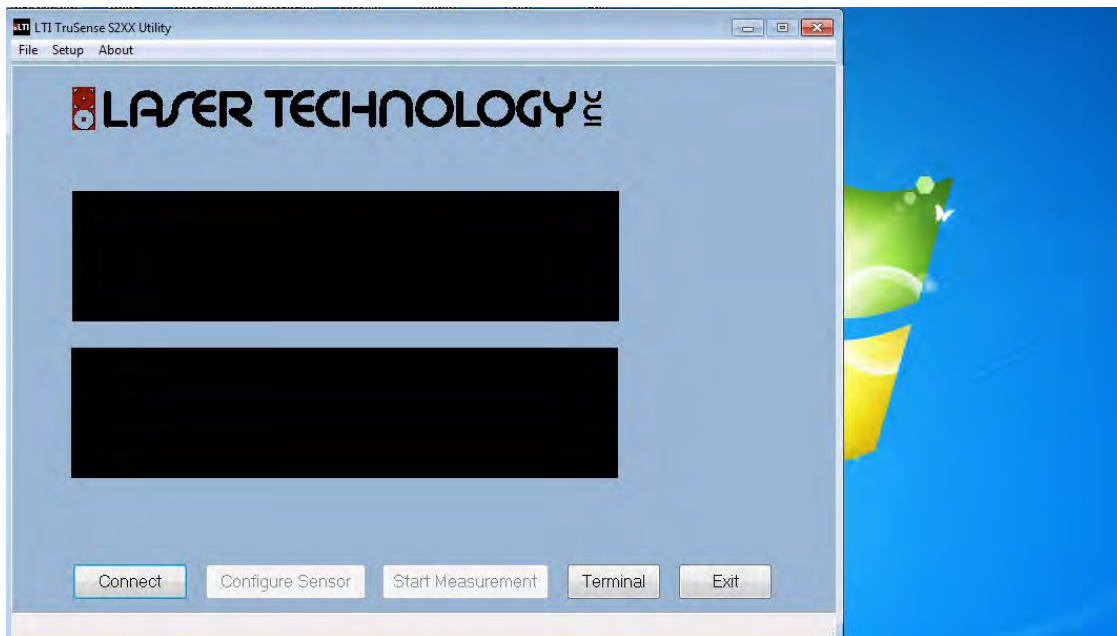 LTI TruSense S2XX Utility
File Setup About
LASER TECHNOLOGY INC
Connect Configure Sensor Start Measurement Terminal Exit